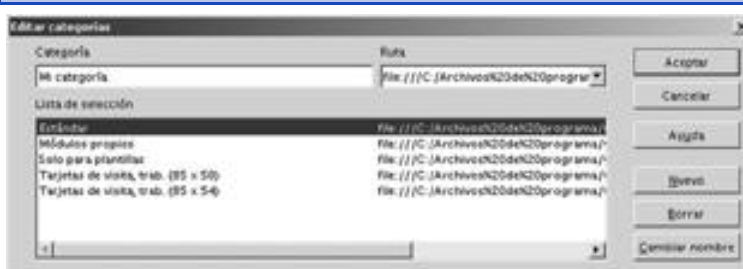 Editar categorías
Categoría
Ruta
Mi categoría
file:///C:/Archivos%20de%20prograr
Aceptar
Cancelar
Lista de selección
Estándar file:///C:/Archivos%20de%20programa/
Módulos propios file:///C:/Archivos%20de%20programa/
Solo para plantillas file:///C:/Archivos%20de%20programa/
Tarjetas de visita, trab. (85 x 50) file:///C:/Archivos%20de%20programa/
Tarjetas de visita, trab. (85 x 54) file:///C:/Archivos%20de%20programa/
Ayuda
Nuevo
Borrar
Cambiar nombre